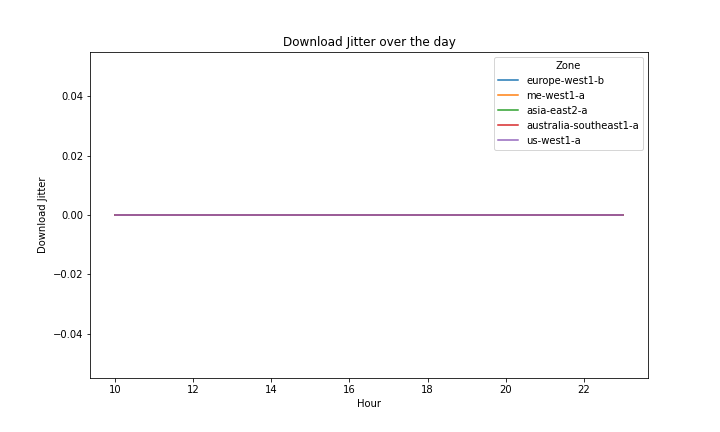 Download Jitter over the day
Zone
europe-west1-b
me-west1-a
asia-east2-a
australia-southeast1-a
us-west1-a
Download Jitter
0.04
0.02
0.00
−0.02
−0.04
10 12 14 16 18 20 22
Hour